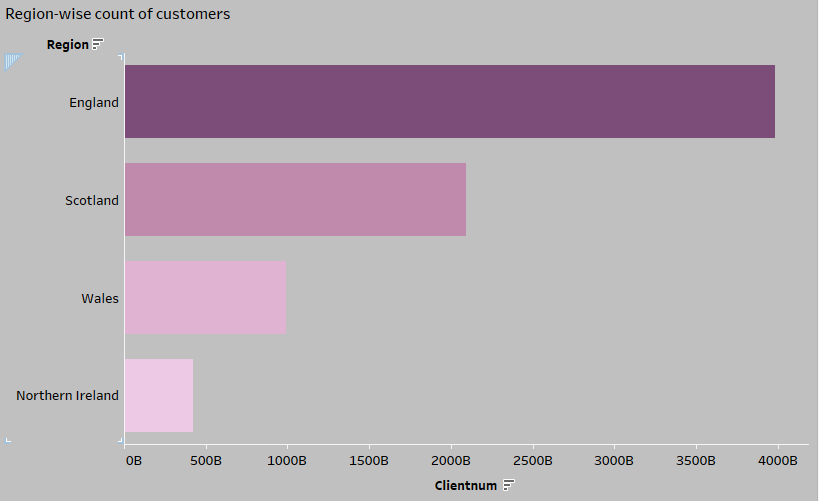 Region-wise count of customers
Region
England
Scotland
Wales
Northern Ireland
0B 500B 1000B 1500B 2000B 2500B 3000B 3500B 4000B
Clientnum